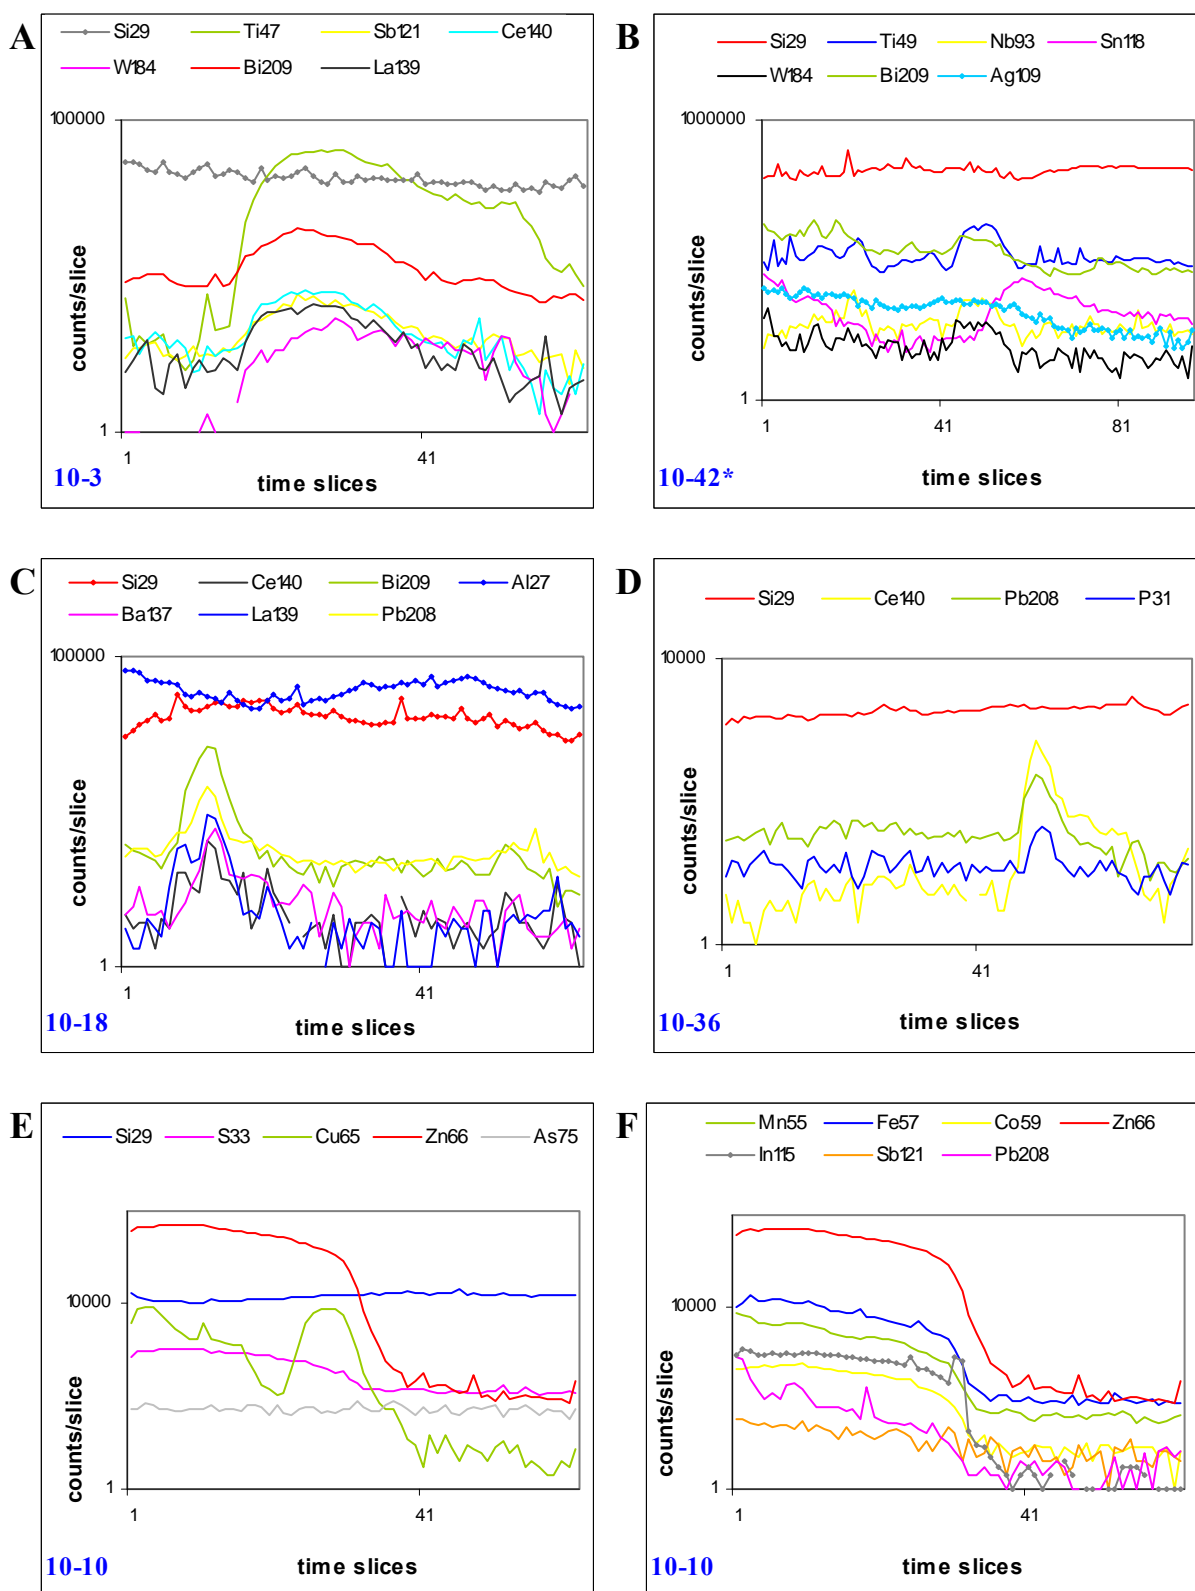 A
Si29 Ti47 Sb121 Ce140
W184 Bi209 La139
100000
counts/slice
1
1 41
10-3
time slices
B
Si29 Ti49 Nb93 Sn118
W184 Bi209 Ag109
1000000
counts/slice
1
1 41 81
10-42*
time slices
C
Si29 Ce140 Bi209 Al27
Ba137 La139 Pb208
100000
counts/slice
1
1 41
10-18
time slices
D
Si29 Ce140 Pb208 P31
10000
counts/slice
1
1 41
10-36
time slices
E
Si29 S33 Cu65 Zn66 As75
10000
counts/slice
1
1 41
10-10
time slices
F
Mn55 Fe57 Co59 Zn66
In115 Sb121 Pb208
10000
counts/slice
1
1 41
10-10
time slices